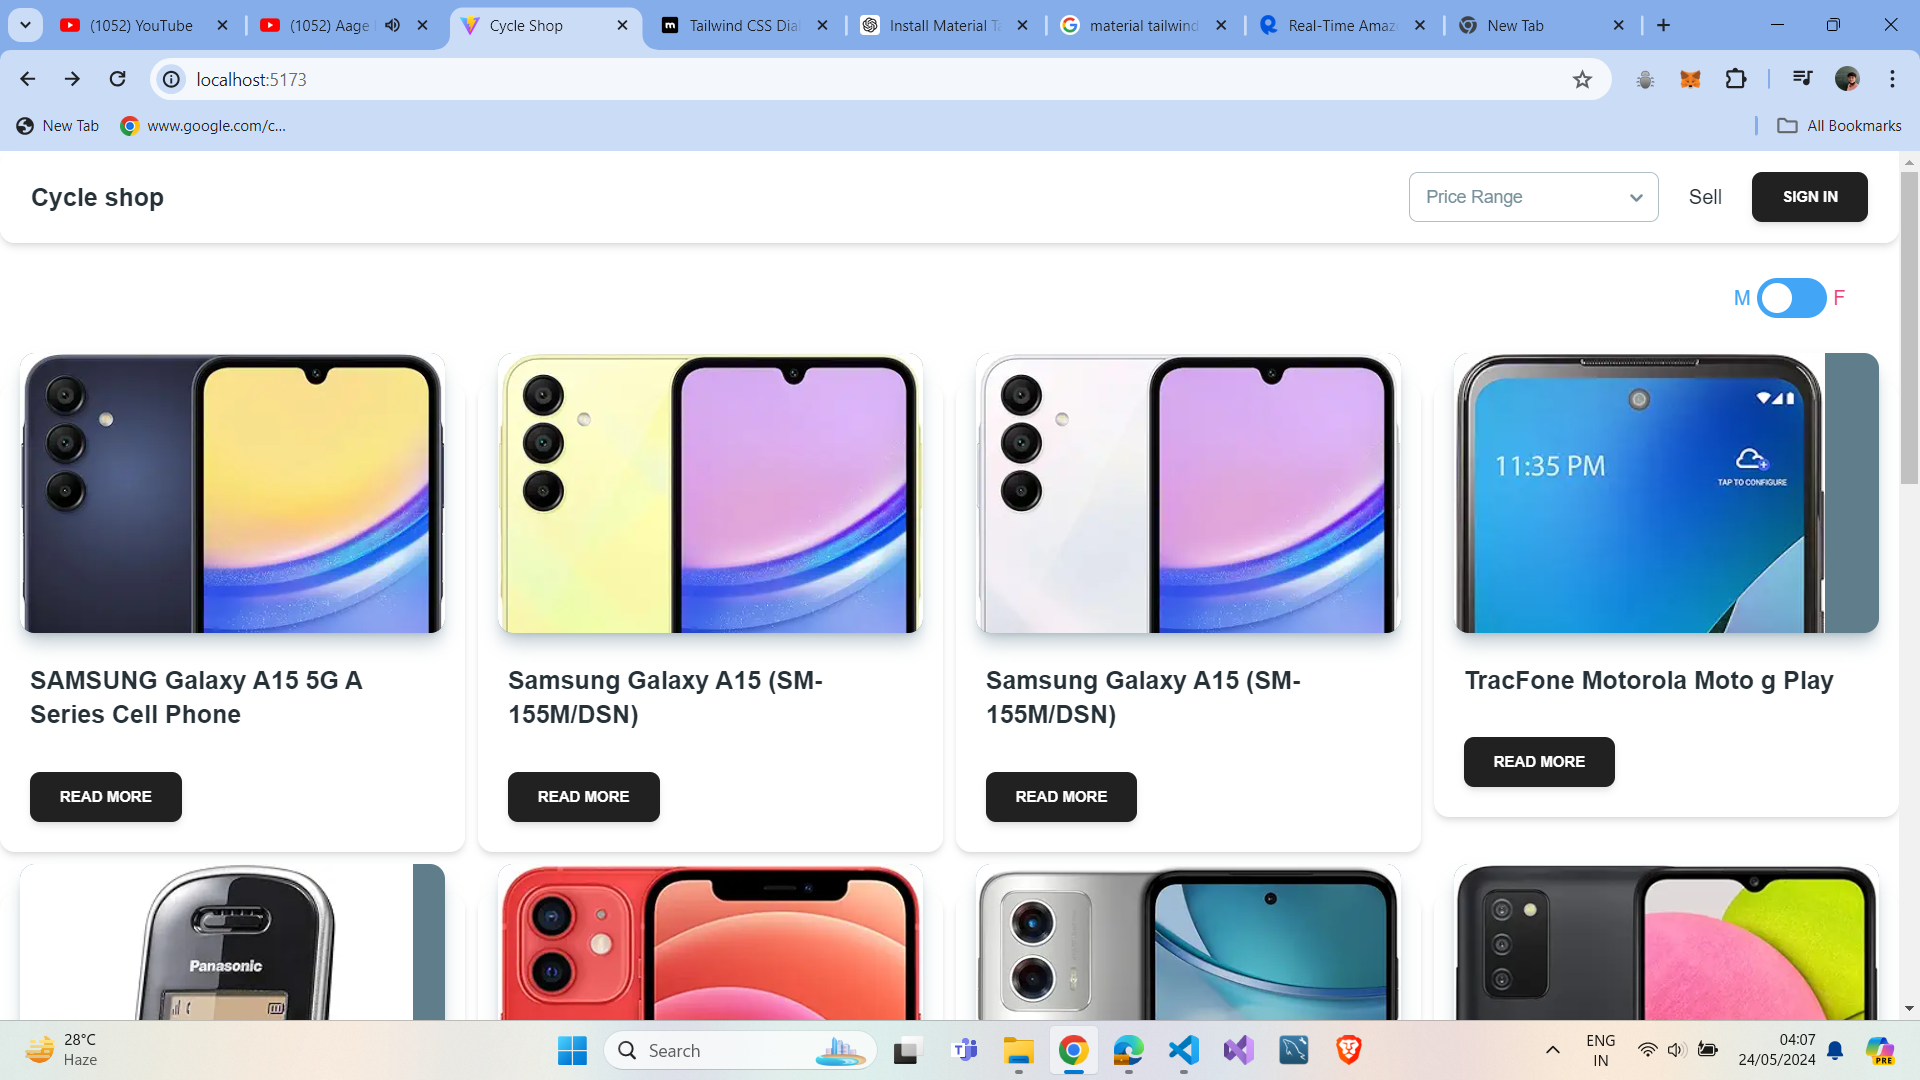 (1052) YouTube
(1052) Aage
Cycle Shop
Tailwind CSS Dia
Install Material Ta
material tailwind
Real-Time Amaz
New Tab
localhost:5173
New Tab
www.google.com/c...
All Bookmarks
Cycle shop
Price Range
Sell
SIGN IN
M
F
11:35 PM
TAP TO CONFIGURE
SAMSUNG Galaxy A15 5G A
Series Cell Phone
READ MORE
Samsung Galaxy A15 (SM-
155M/DSN)
READ MORE
Samsung Galaxy A15 (SM-
155M/DSN)
READ MORE
TracFone Motorola Moto g Play
READ MORE
Panasonic
28°C
Haze
Search
ENG
IN
04:07
24/05/2024
PRE